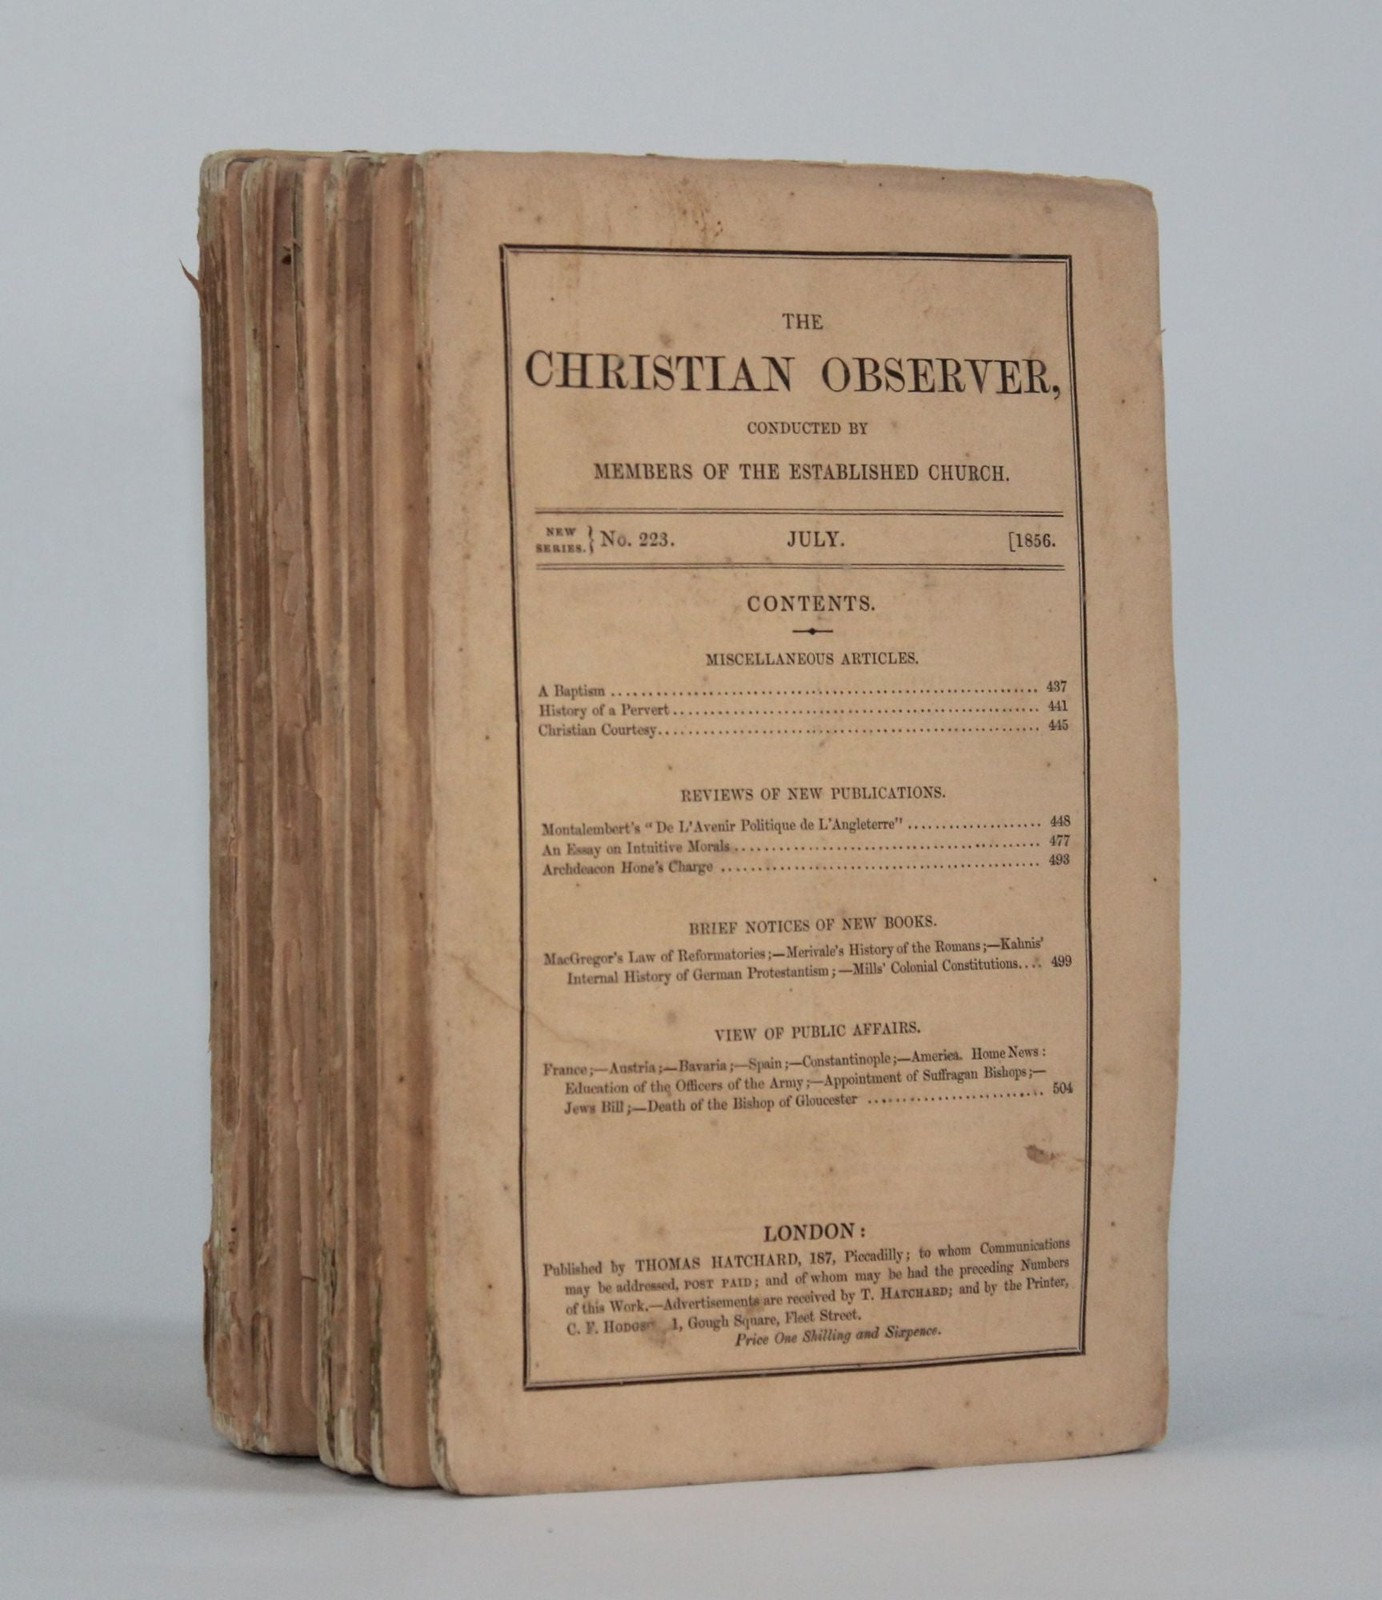 THE
CHRISTIAN OBSERVER,
CONDUCTED BY
MEMBERS OF THE ESTABLISHED CHURCH.
NEW SERIES. } No. 223. JULY. [1856.
CONTENTS.
MISCELLANEOUS ARTICLES.
A Baptism ........ 437
History of a Pervert ........ 441
Christian Courtesy ........ 445
REVIEWS OF NEW PUBLICATIONS.
Montalembert's "De L'Avenir Politique de L'Angleterre" ........ 448
An Essay on Intuitive Morals ........ 477
Archdeacon Hone's Charge ........ 493
BRIEF NOTICES OF NEW BOOKS.
MacGregor's Law of Reformatories;—Merivale's History of the Romans;—Kahnis'
Internal History of German Protestantism;—Mills' Colonial Constitutions.... 499
VIEW OF PUBLIC AFFAIRS.
France;—Austria;—Bavaria;—Spain;—Constantinople;—America. Home News:
Education of the Officers of the Army;—Appointment of Suffragan Bishops;—
Jews Bill;—Death of the Bishop of Gloucester ........ 504
LONDON:
Published by THOMAS HATCHARD, 187, Piccadilly; to whom Communications
may be addressed, POST PAID; and of whom may be had the preceding Numbers
of this Work.—Advertisements are received by T. HATCHARD; and by the Printer,
C. F. 1, Gough Square, Fleet Street.
Price One Shilling and Sixpence.